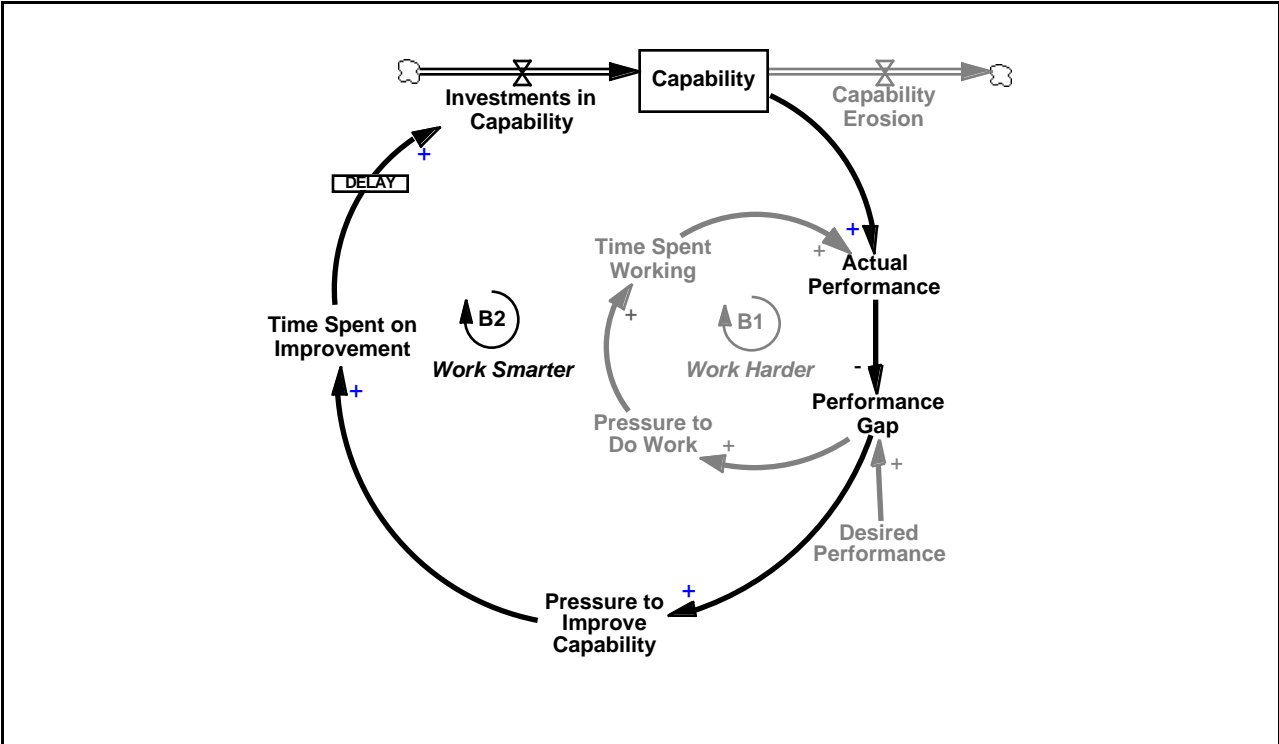 Capability
Investments in
Capability
Capability
Erosion
+
DELAY
Time Spent
Working
+
+
Actual
Performance
+
B2
B1
Time Spent on
Improvement
Work Smarter
Work Harder
-
Performance
Gap
+
Pressure to
Do Work
+
+
Desired
Performance
+
Pressure to
Improve
Capability